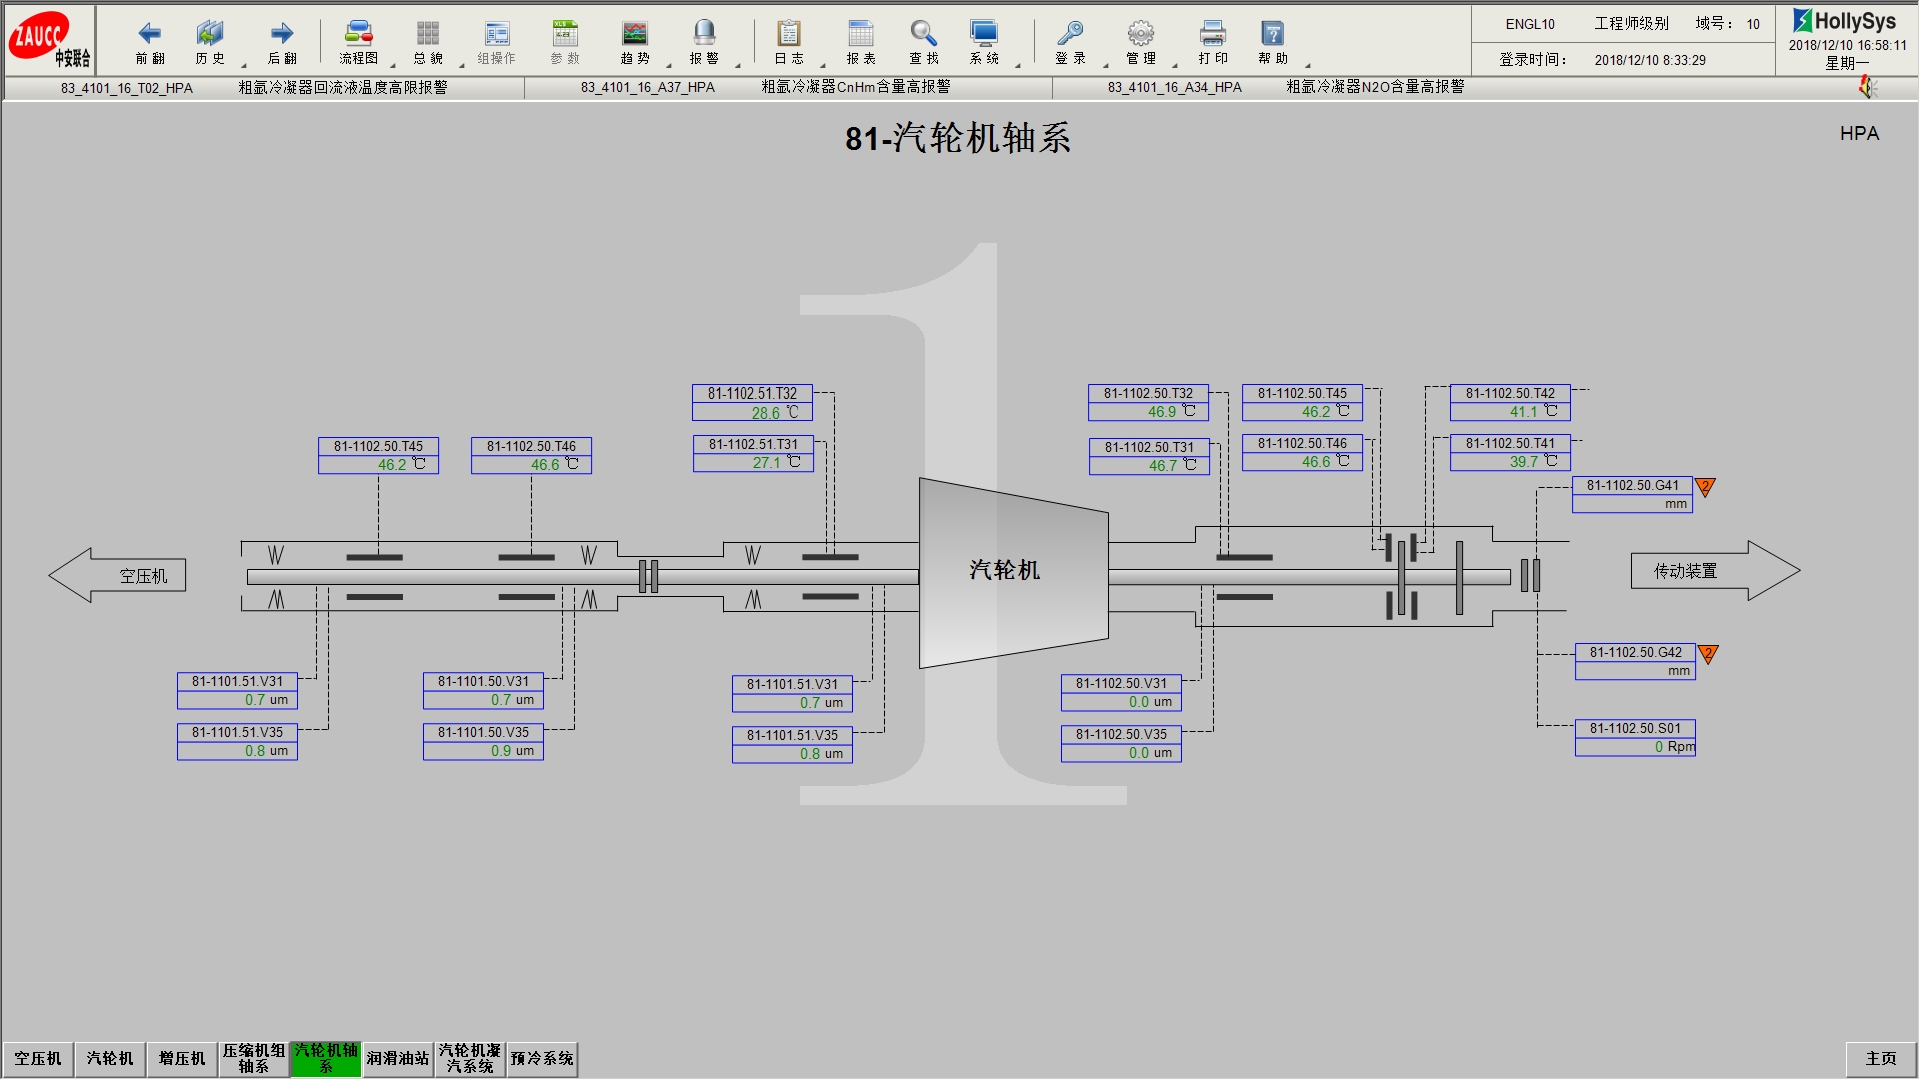 ZAUCC
中安联合
前翻
历史
后翻
流程图
总貌
组操作
参数
趋势
报警
日志
报表
查找
系统
登录
管理
打印
帮助
ENGL10 工程师级别 域号: 10
登录时间: 2018/12/10 8:33:29
HollySys
2018/12/10 16:58:11
星期一
83_4101_16_T02_HPA 粗氩冷凝器回流液温度高限报警
83_4101_16_A37_HPA 粗氩冷凝器CnHm含量高报警
83_4101_16_A34_HPA 粗氩冷凝器N2O含量高报警
81-汽轮机轴系
HPA
1
81-1102.51.T32
28.6 ℃
81-1102.51.T31
27.1 ℃
81-1102.50.T32
46.9 ℃
81-1102.50.T31
46.7 ℃
81-1102.50.T45
46.2 ℃
81-1102.50.T46
46.6 ℃
81-1102.50.T42
41.1 ℃
81-1102.50.T41
39.7 ℃
81-1102.50.T45
46.2 ℃
81-1102.50.T46
46.6 ℃
81-1102.50.G41
mm
2
空压机
汽轮机
传动装置
81-1102.50.G42
mm
2
81-1101.51.V31
0.7 um
81-1101.51.V35
0.8 um
81-1101.50.V31
0.7 um
81-1101.50.V35
0.9 um
81-1101.51.V31
0.7 um
81-1101.51.V35
0.8 um
81-1102.50.V31
0.0 um
81-1102.50.V35
0.0 um
81-1102.50.S01
0 Rpm
空压机
汽轮机
增压机
压缩机组
轴系
汽轮机轴
系
润滑油站
汽轮机凝
汽系统
预冷系统
主页